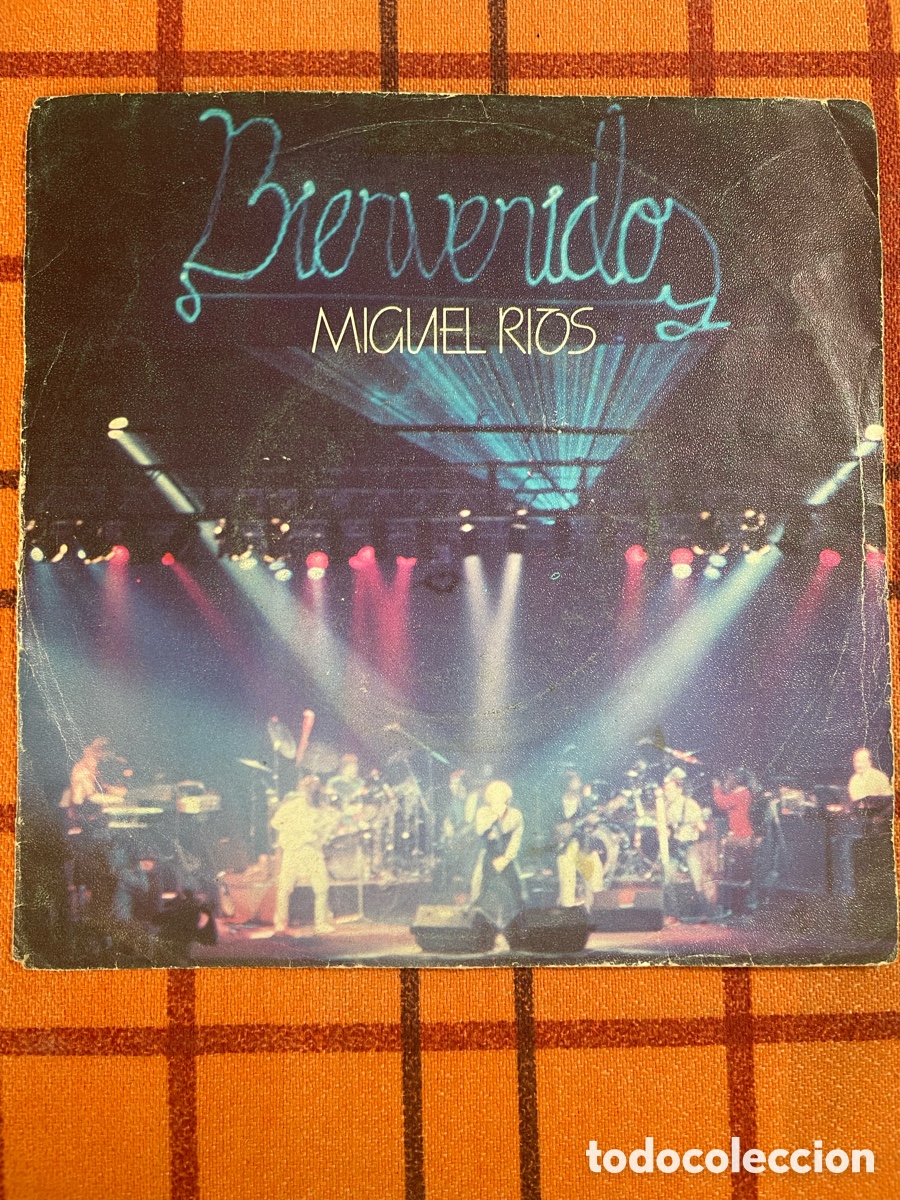 Bienvenidos
MIGUEL RIOS
todocoleccion